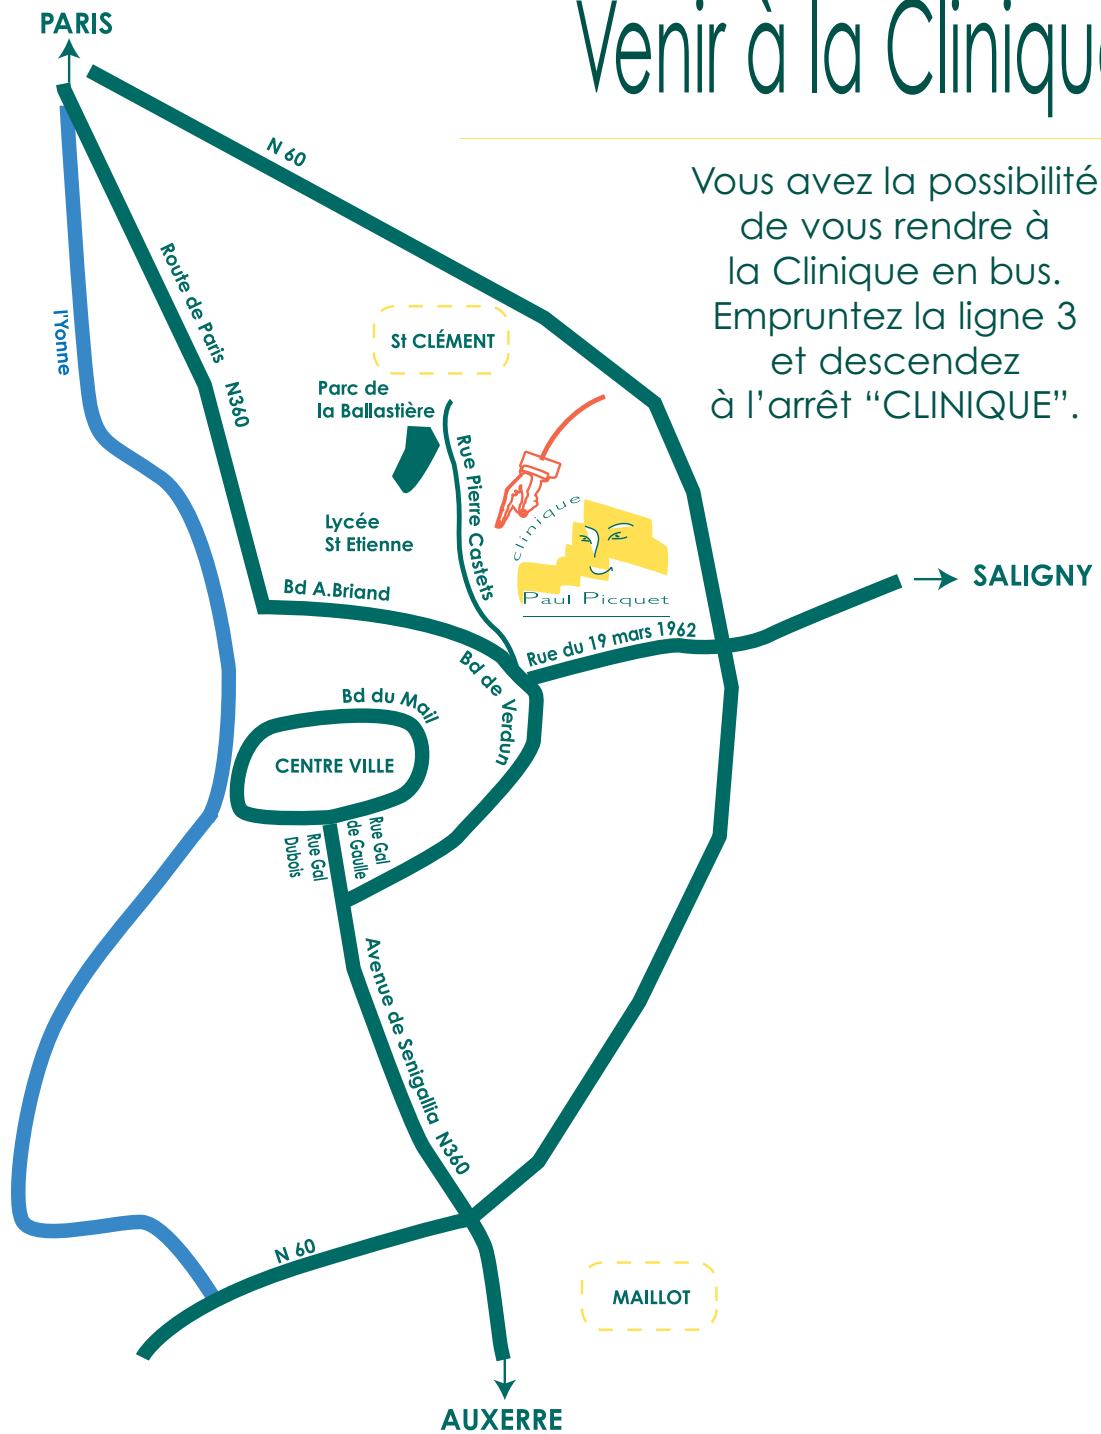 PARIS
Venir à la Clinique
N 60
Vous avez la possibilité
de vous rendre à
la Clinique en bus.
Empruntez la ligne 3
et descendez
à l'arrêt “CLINIQUE”.
Route de Paris N360
l'Yonne
St CLÉMENT
Parc de
la Ballastière
Rue Pierre Castets
Lycée
St Etienne
clinique
Paul Picquet
SALIGNY
Bd A.Briand
Rue du 19 mars 1962
Bd de Verdun
Bd du Mail
CENTRE VILLE
Rue Gal
de Gaulle
Rue Gal
Dubois
Avenue de Senigallia N360
N 60
MAILLOT
AUXERRE